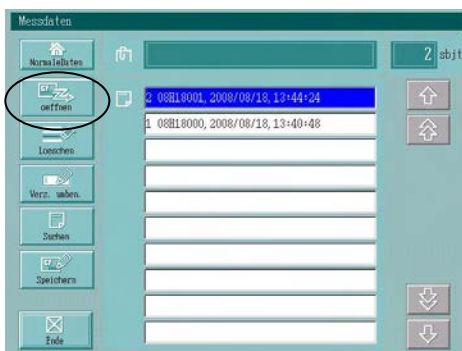 Messdaten
NormaleDaten
2 sbjt
oeffnen
2 08H18001, 2008/08/18, 13:44:24
1 08H18000, 2008/08/18, 13:40:48
Loeschen
Verz. umben.
Suchen
Speichern
Ende